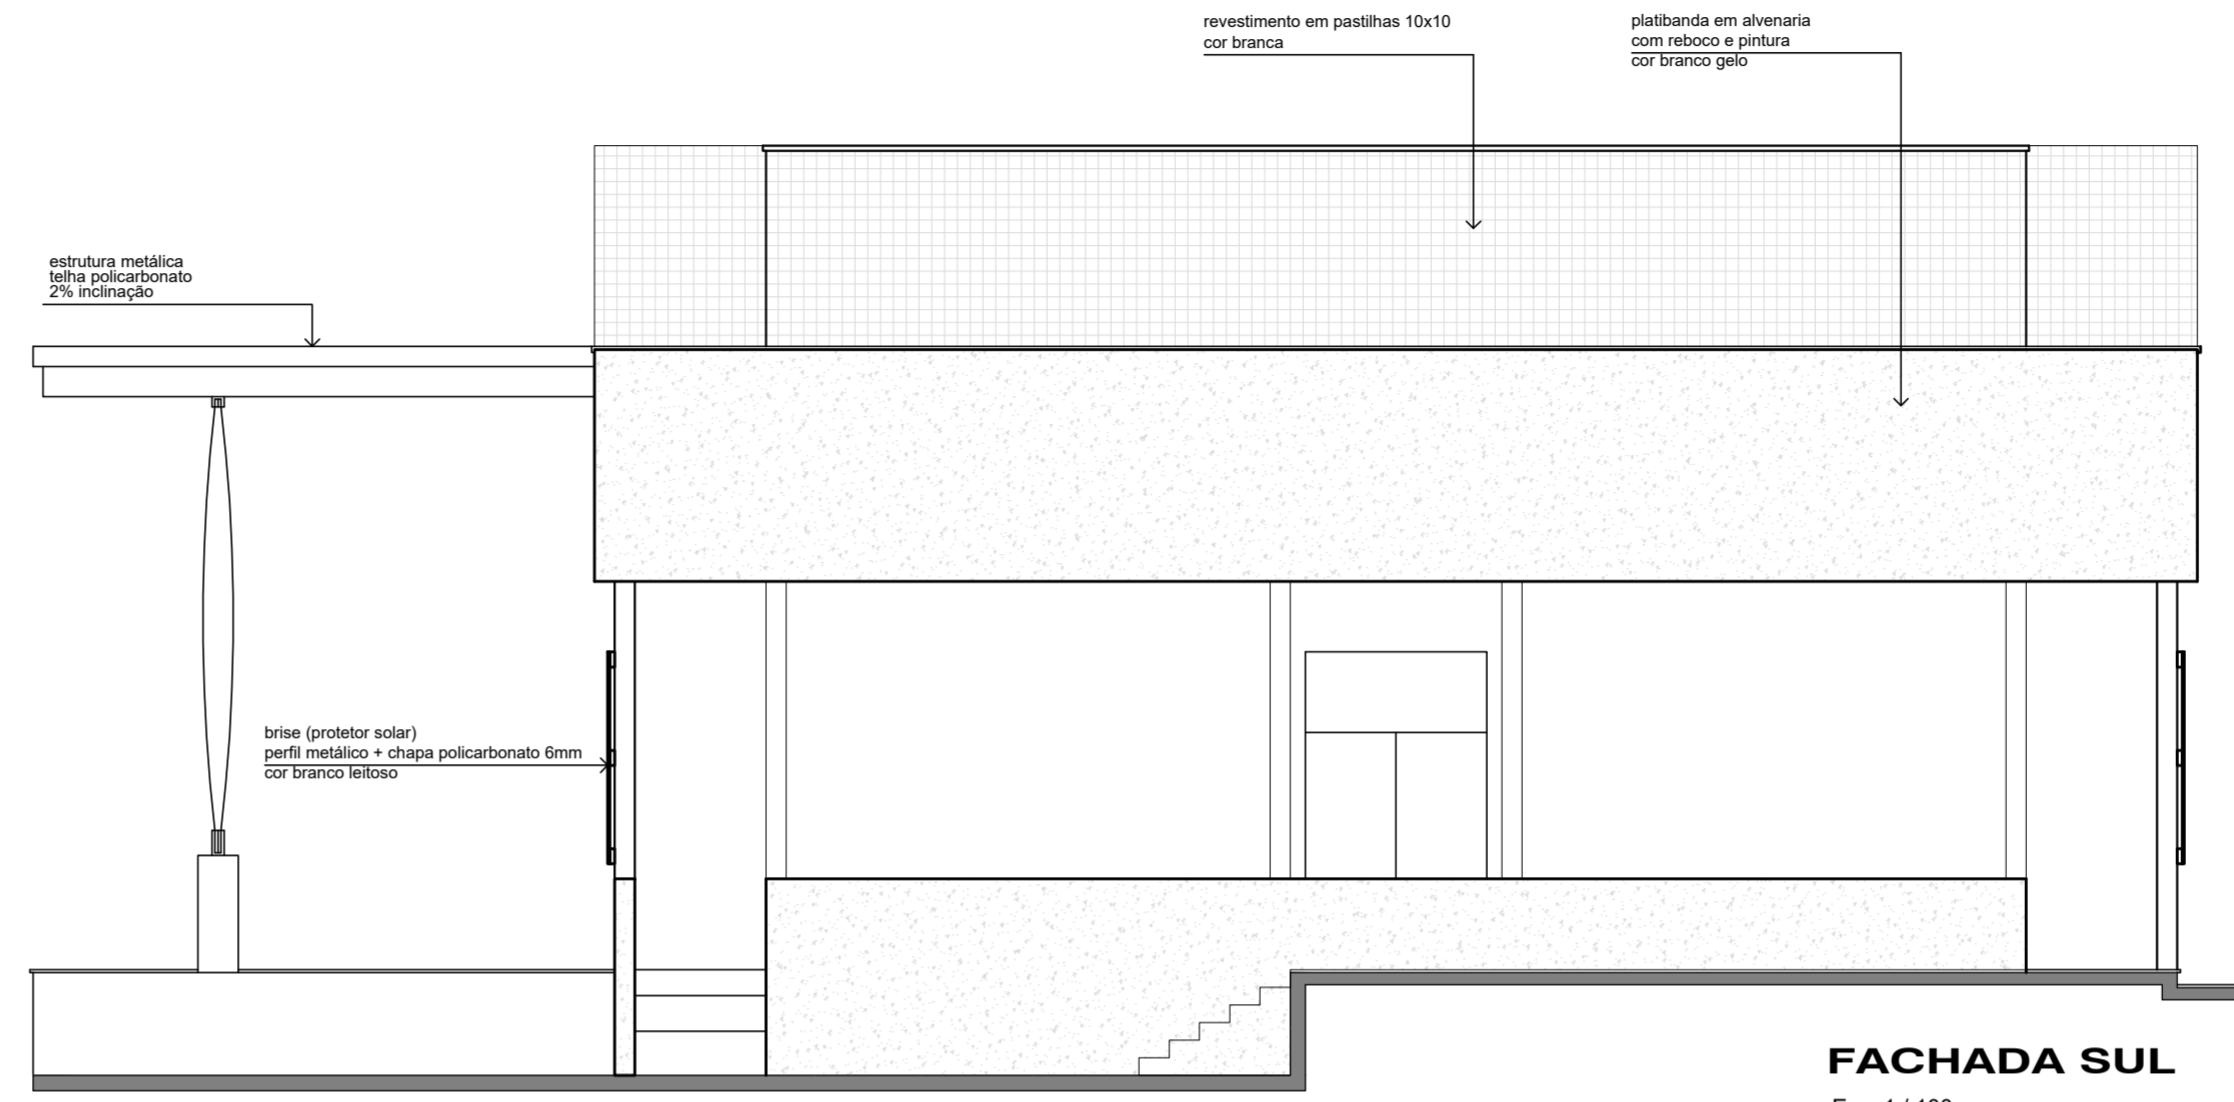 revestimento em pastilhas 10x10
cor branca
platibanda em alvenaria
com reboco e pintura
cor branco gelo
estrutura metálica
telha policarbonato
2% inclinação
brise (protetor solar)
perfil metálico + chapa policarbonato 6mm
cor branco leitoso
FACHADA SUL